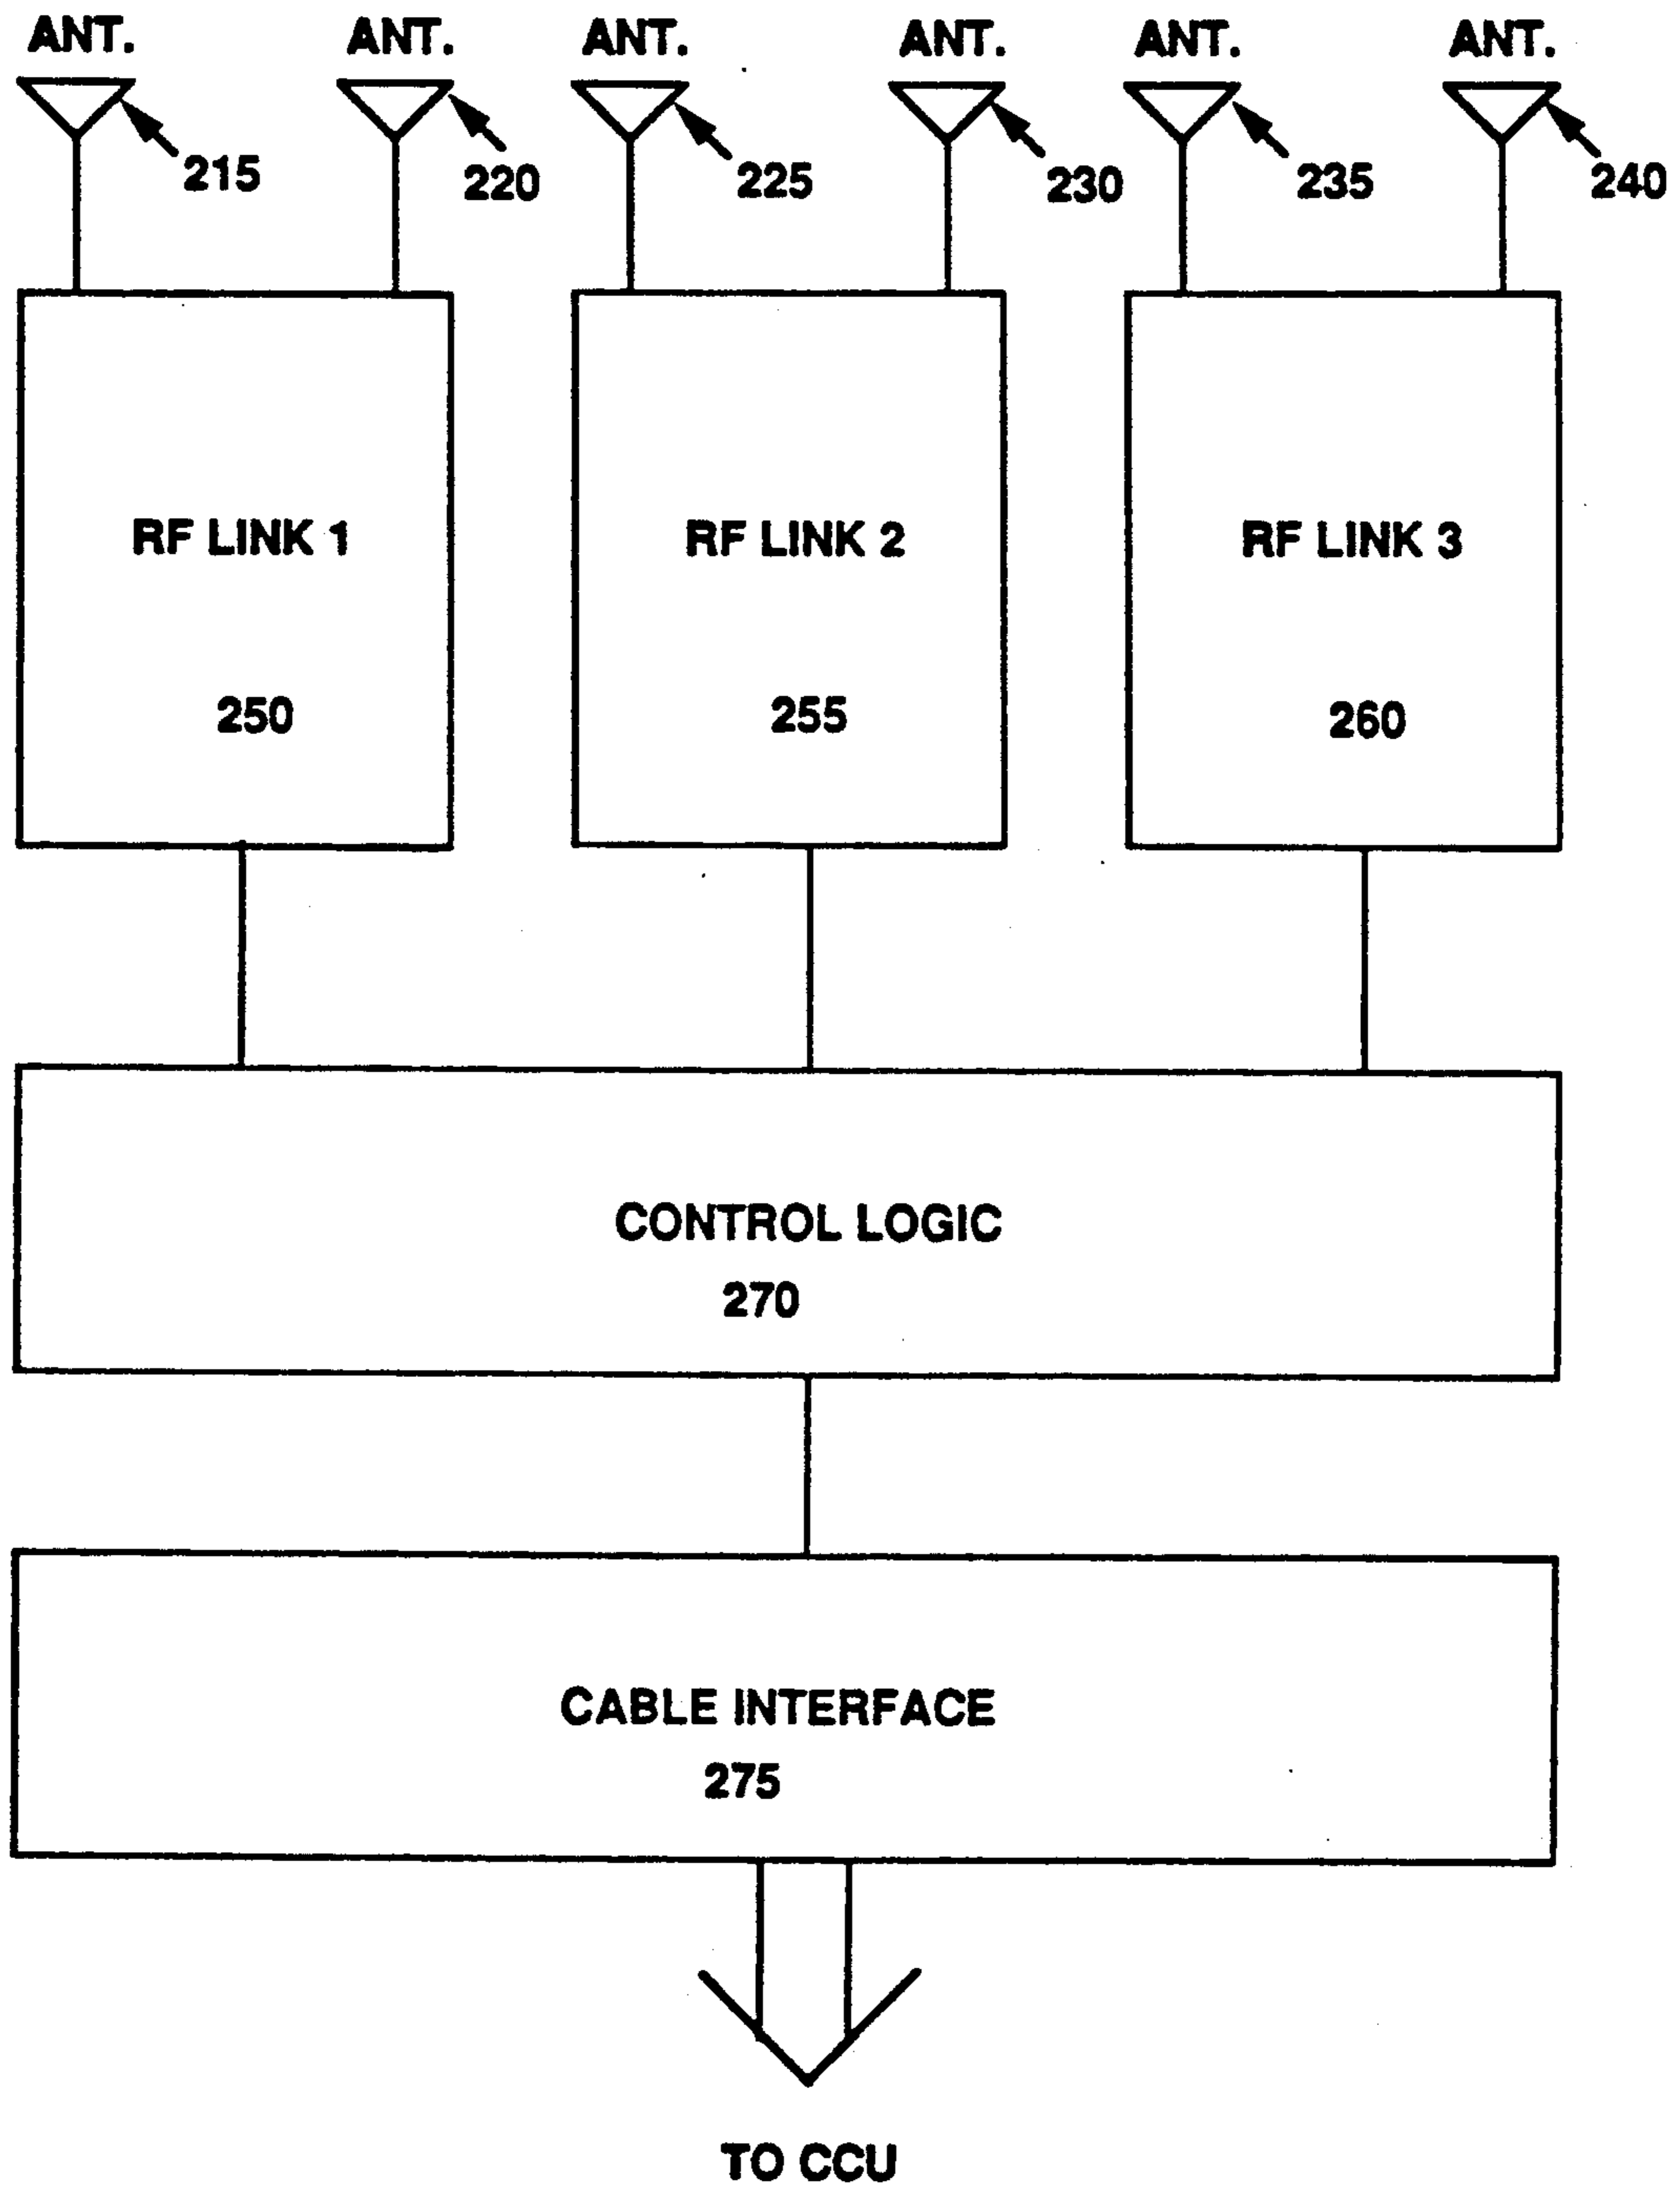 ANT. ANT. ANT. ANT. ANT. ANT.
215 220 225 230 235 240
RF LINK 1 RF LINK 2 RF LINK 3
250 255 260
CONTROL LOGIC
270
CABLE INTERFACE
275
TO CCU